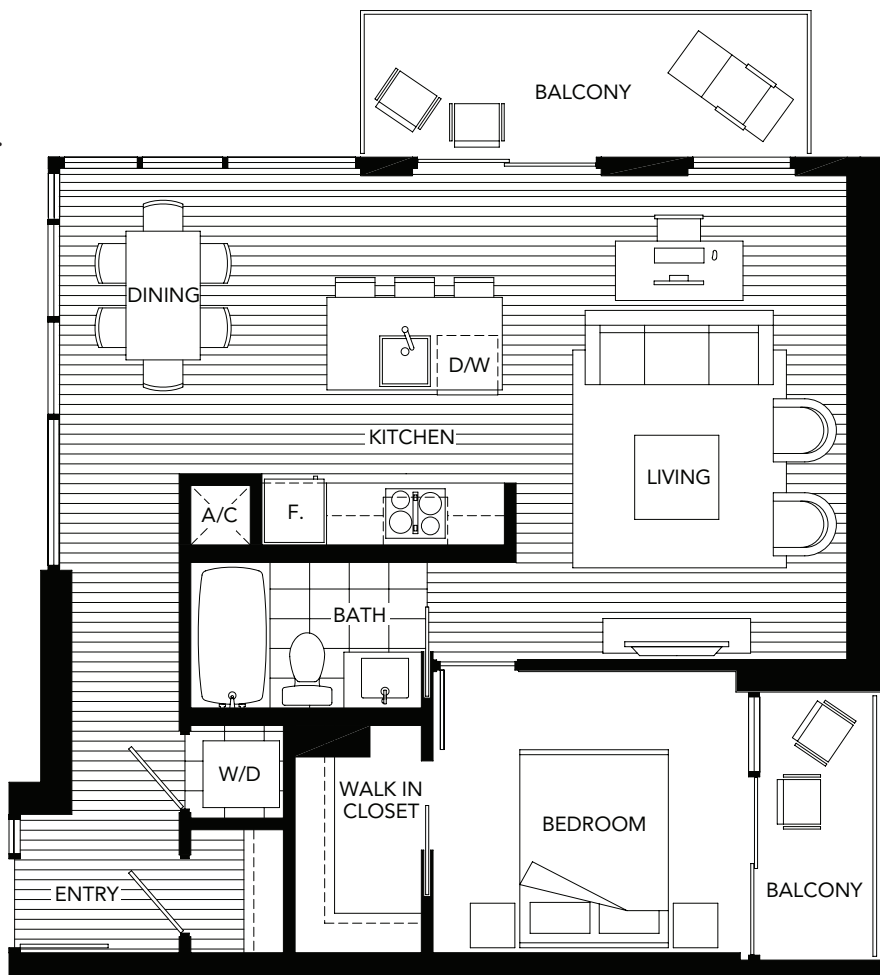 BALCONY
DINING
D/W
KITCHEN
LIVING
A/C
F.
BATH
W/D
WALK IN
CLOSET
BEDROOM
ENTRY
BALCONY